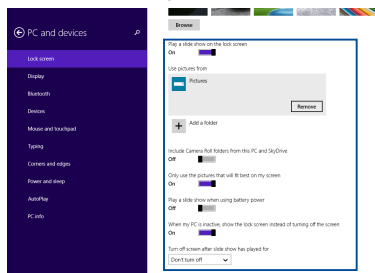 PC and devices
Lock screen
Display
Bluetooth
Devices
Mouse and touchpad
Typing
Corners and edges
Power and sleep
AutoPlay
PC info
Browse
Play a slide show on the lock screen
On
Use pictures from
Pictures
Remove
Add a folder
Include Camera Roll folders from this PC and SkyDrive
Off
Only use the pictures that will fit best on my screen
On
Play a slide show when using battery power
Off
When my PC is inactive, show the lock screen instead of turning off the screen
On
Turn off screen after slide show has played for
Don't turn off